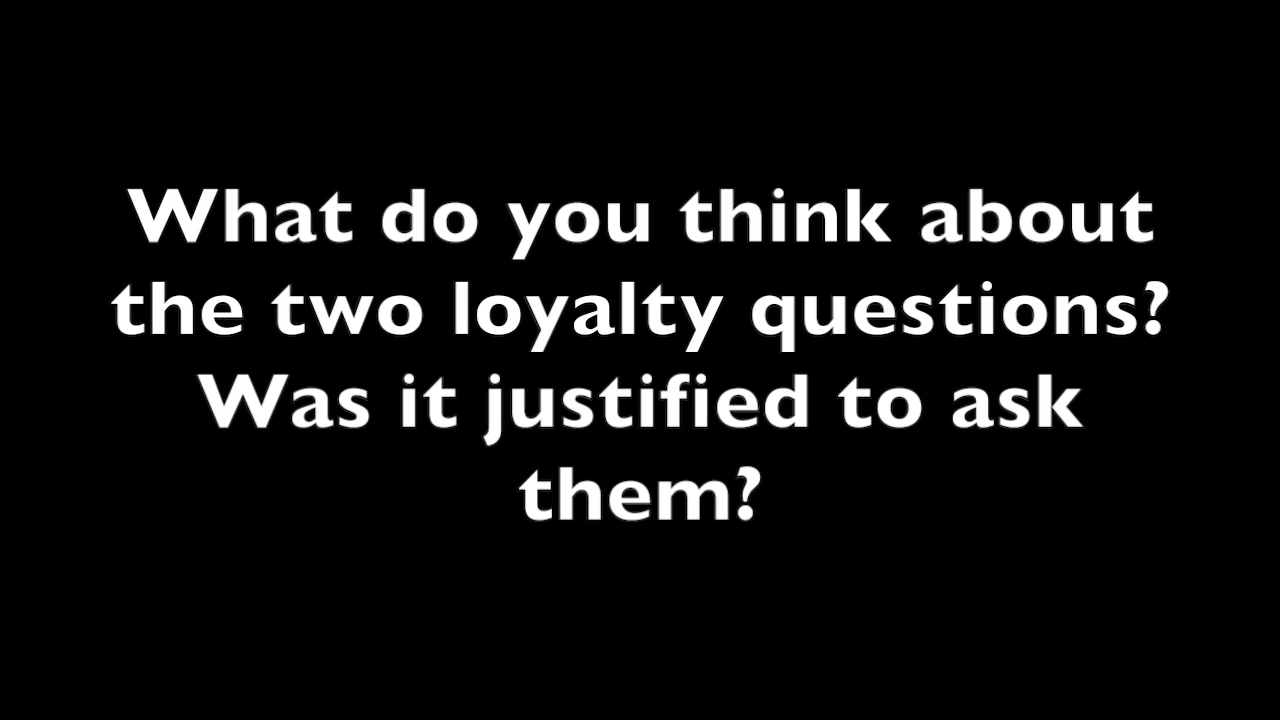 What do you think about
the two loyalty questions?
Was it justified to ask
them?